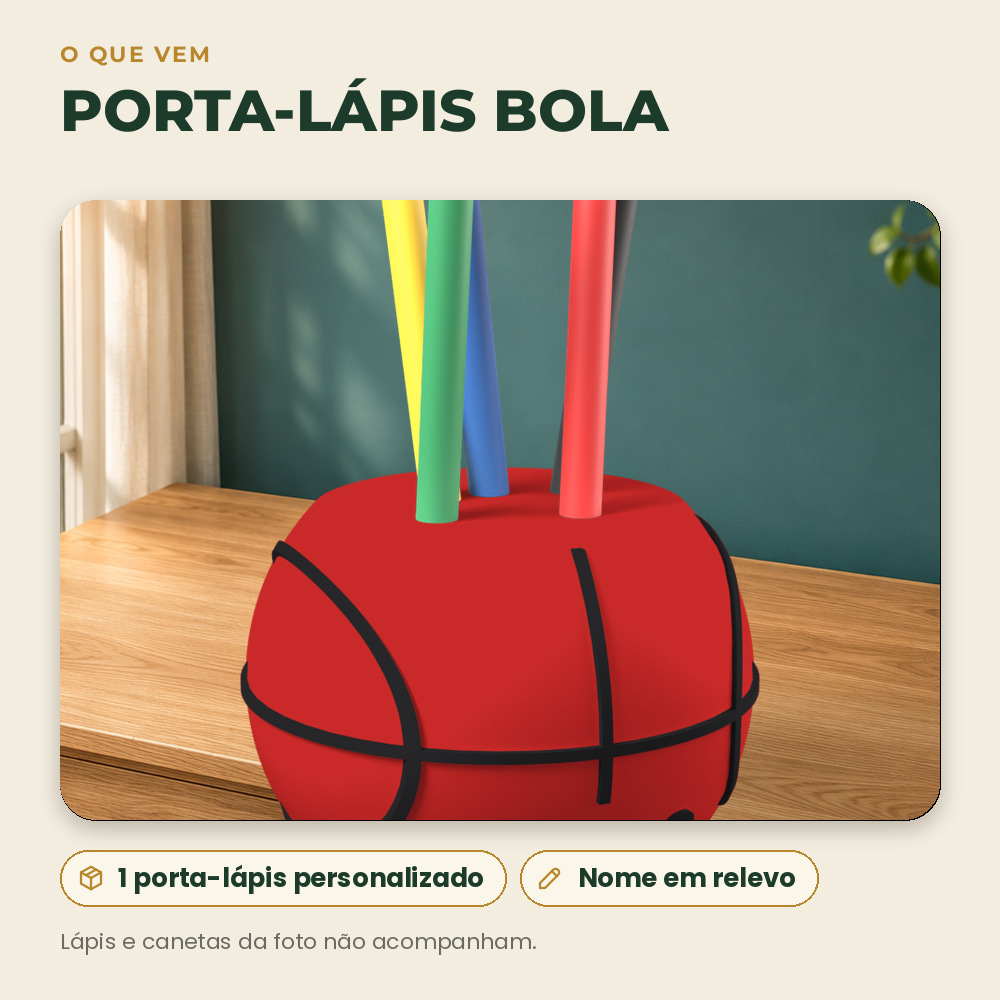 O QUE VEM
PORTA-LÁPIS BOLA
1 porta-lápis personalizado
Nome em relevo
Lápis e canetas da foto não acompanham.